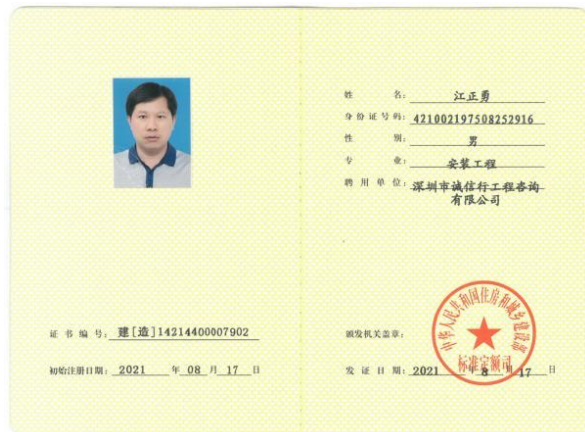 证 书 编 号: 建[造]14214400007902
初始注册日期: 2021 年 08 月 17 日
姓 名: 江正勇
身 份 证 号 码: 421002197508252916
性 别: 男
专 业: 安装工程
聘 用 单 位: 深圳市诚信行工程咨询
有限公司
颁发机关盖章:
中华人民共和国住房和城乡建设部
标准定额司
发 证 日 期: 2021 年 8 月 17 日